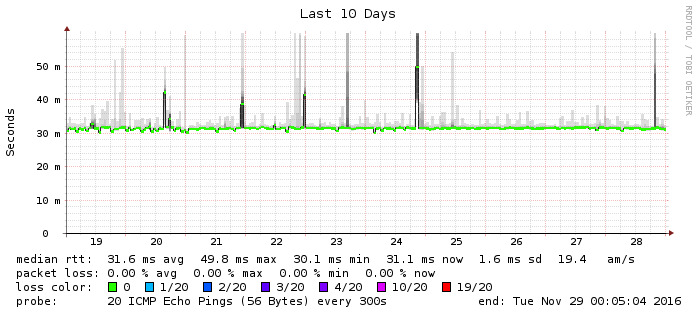 Last 10 Days
RRDTOOL / TOBI OETIKER
Seconds
50 m
40 m
30 m
20 m
10 m
0
19 20 21 22 23 24 25 26 27 28
median rtt: 31.6 ms avg 49.8 ms max 30.1 ms min 31.1 ms now 1.6 ms sd 19.4 am/s
packet loss: 0.00 % avg 0.00 % max 0.00 % min 0.00 % now
loss color: 0 1/20 2/20 3/20 4/20 10/20 19/20
probe: 20 ICMP Echo Pings (56 Bytes) every 300s end: Tue Nov 29 00:05:04 2016